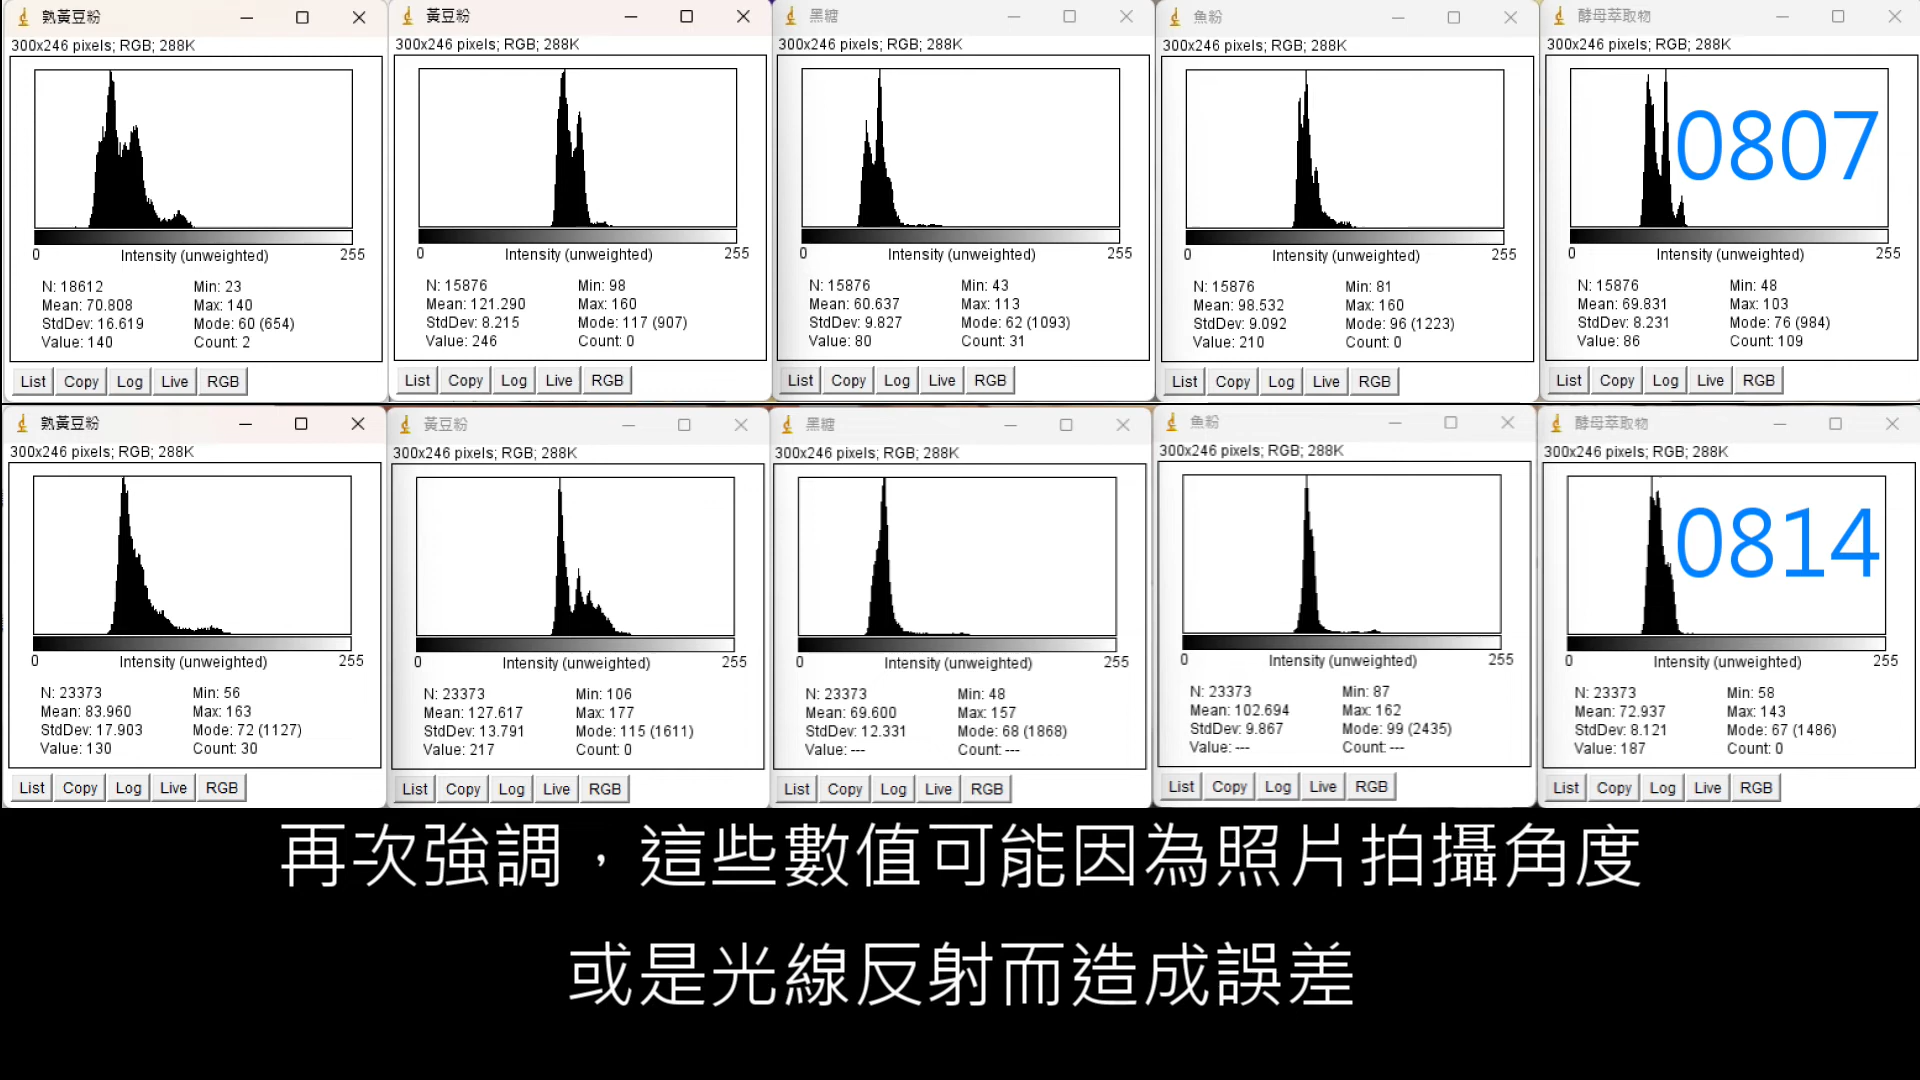 熟黃豆粉
300x246 pixels; RGB; 288K
0 Intensity (unweighted) 255
N: 18612 Min: 23
Mean: 70.808 Max: 140
StdDev: 16.619 Mode: 60 (654)
Value: 140 Count: 2
List Copy Log Live RGB
黃豆粉
300x246 pixels; RGB; 288K
0 Intensity (unweighted) 255
N: 15876 Min: 98
Mean: 121.290 Max: 160
StdDev: 8.215 Mode: 117 (907)
Value: 246 Count: 0
List Copy Log Live RGB
黑糖
300x246 pixels; RGB; 288K
0 Intensity (unweighted) 255
N: 15876 Min: 43
Mean: 60.637 Max: 113
StdDev: 9.827 Mode: 62 (1093)
Value: 80 Count: 31
List Copy Log Live RGB
魚粉
300x246 pixels; RGB; 288K
0 Intensity (unweighted) 255
N: 15876 Min: 81
Mean: 98.532 Max: 160
StdDev: 9.092 Mode: 96 (1223)
Value: 210 Count: 0
List Copy Log Live RGB
酵母萃取物
300x246 pixels; RGB; 288K
0807
0 Intensity (unweighted) 255
N: 15876 Min: 48
Mean: 69.831 Max: 103
StdDev: 8.231 Mode: 76 (984)
Value: 86 Count: 109
List Copy Log Live RGB
熟黃豆粉
300x246 pixels; RGB; 288K
0 Intensity (unweighted) 255
N: 23373 Min: 56
Mean: 83.960 Max: 163
StdDev: 17.903 Mode: 72 (1127)
Value: 130 Count: 30
List Copy Log Live RGB
黃豆粉
300x246 pixels; RGB; 288K
0 Intensity (unweighted) 255
N: 23373 Min: 106
Mean: 127.617 Max: 177
StdDev: 13.791 Mode: 115 (1611)
Value: 217 Count: 0
List Copy Log Live RGB
黑糖
300x246 pixels; RGB; 288K
0 Intensity (unweighted) 255
N: 23373 Min: 48
Mean: 69.600 Max: 157
StdDev: 12.331 Mode: 68 (1868)
Value: --- Count: ---
List Copy Log Live RGB
魚粉
300x246 pixels; RGB; 288K
0 Intensity (unweighted) 255
N: 23373 Min: 87
Mean: 102.694 Max: 162
StdDev: 9.867 Mode: 99 (2435)
Value: --- Count: ---
List Copy Log Live RGB
酵母萃取物
300x246 pixels; RGB; 288K
0814
0 Intensity (unweighted) 255
N: 23373 Min: 58
Mean: 72.937 Max: 143
StdDev: 8.121 Mode: 67 (1486)
Value: 187 Count: 0
List Copy Log Live RGB
再次強調，這些數值可能因為照片拍攝角度
或是光線反射而造成誤差